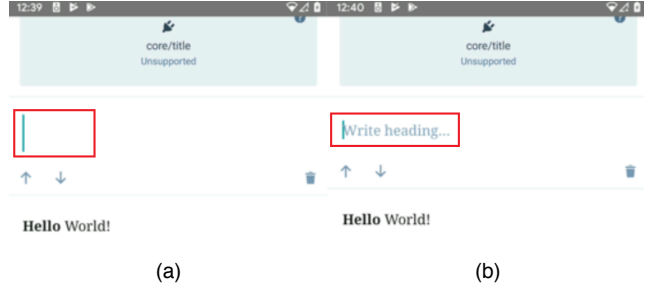 12:39
core/title
Unsupported
Hello World!
(a)
12:40
core/title
Unsupported
Write heading...
Hello World!
(b)